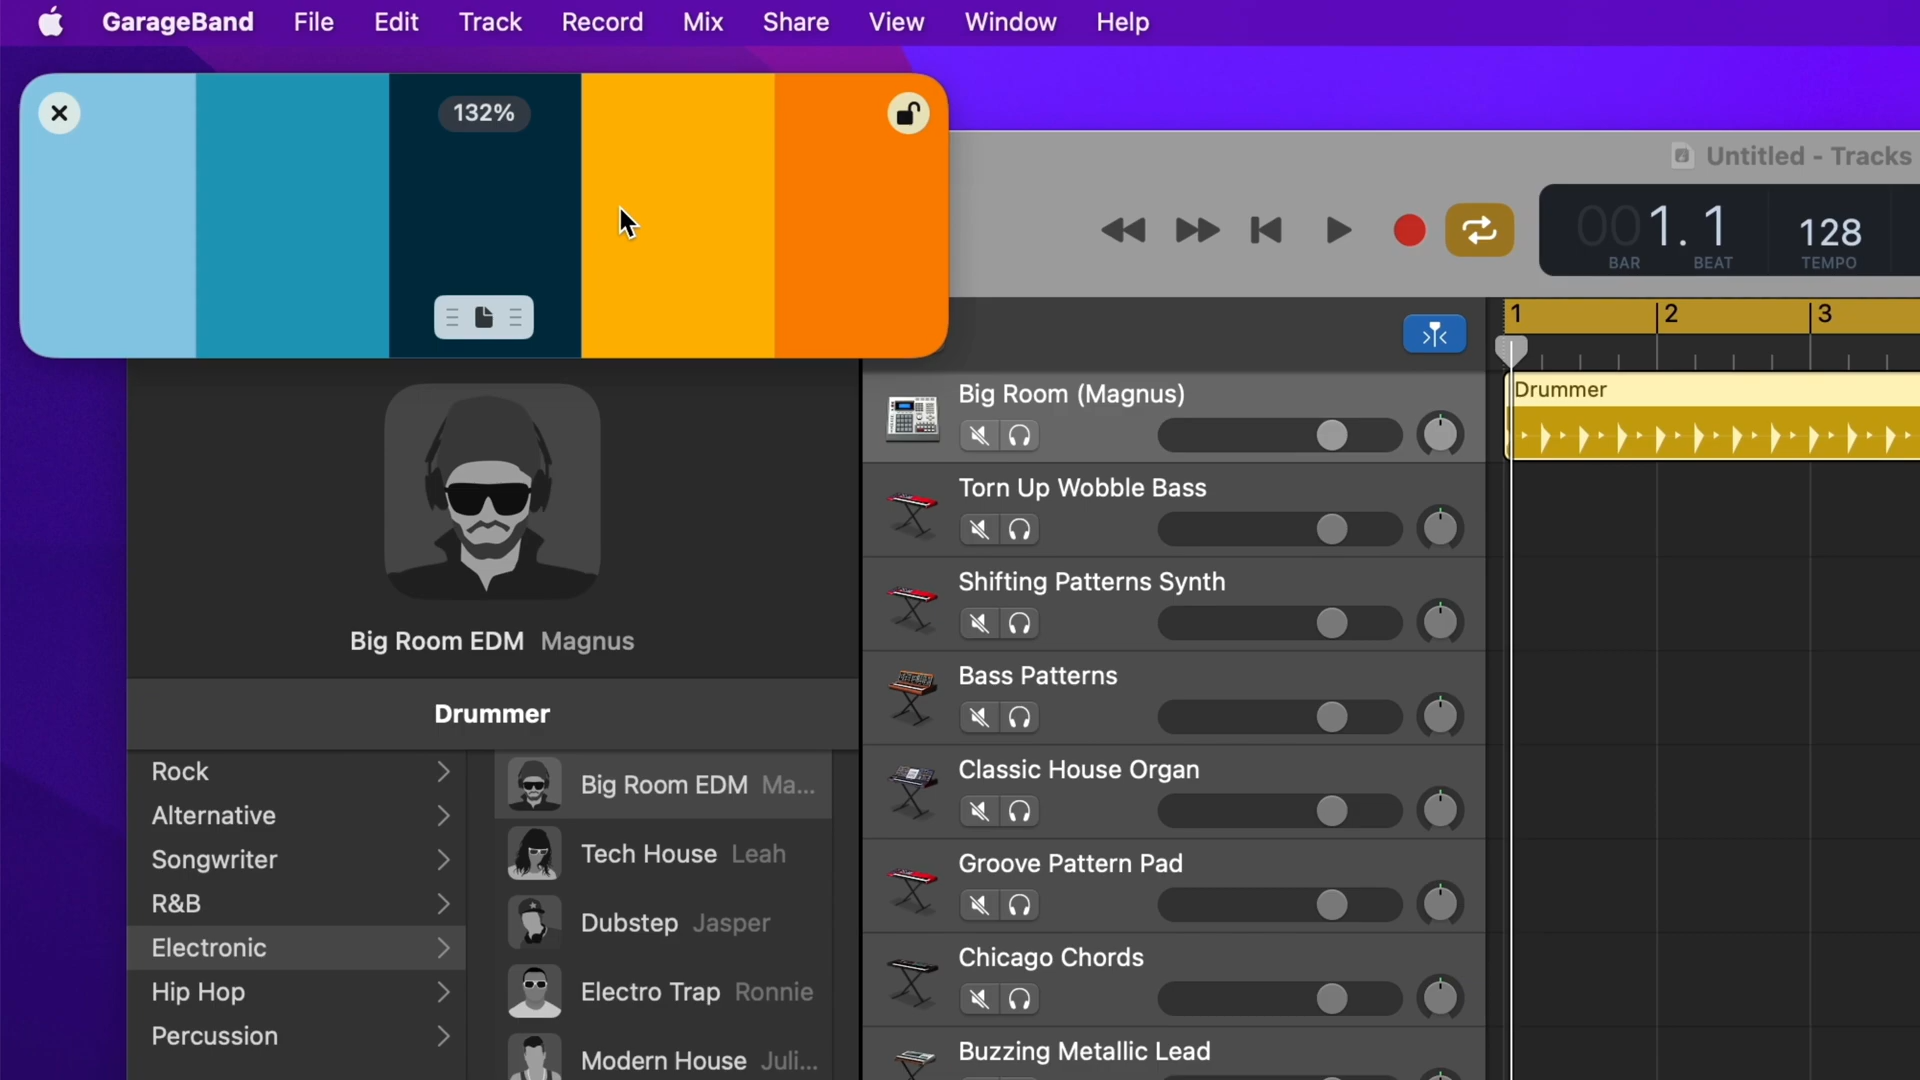 GarageBand File Edit Track Record Mix Share View Window Help
132%
Untitled - Tracks
001. 1
128
BAR BEAT
TEMPO
1 2 3
Drummer
Big Room (Magnus)
Torn Up Wobble Bass
Shifting Patterns Synth
Bass Patterns
Classic House Organ
Groove Pattern Pad
Chicago Chords
Buzzing Metallic Lead
Big Room EDM Magnus
Drummer
Rock
Alternative
Songwriter
R&B
Electronic
Hip Hop
Percussion
Big Room EDM Ma...
Tech House Leah
Dubstep Jasper
Electro Trap Ronnie
Modern House Juli...